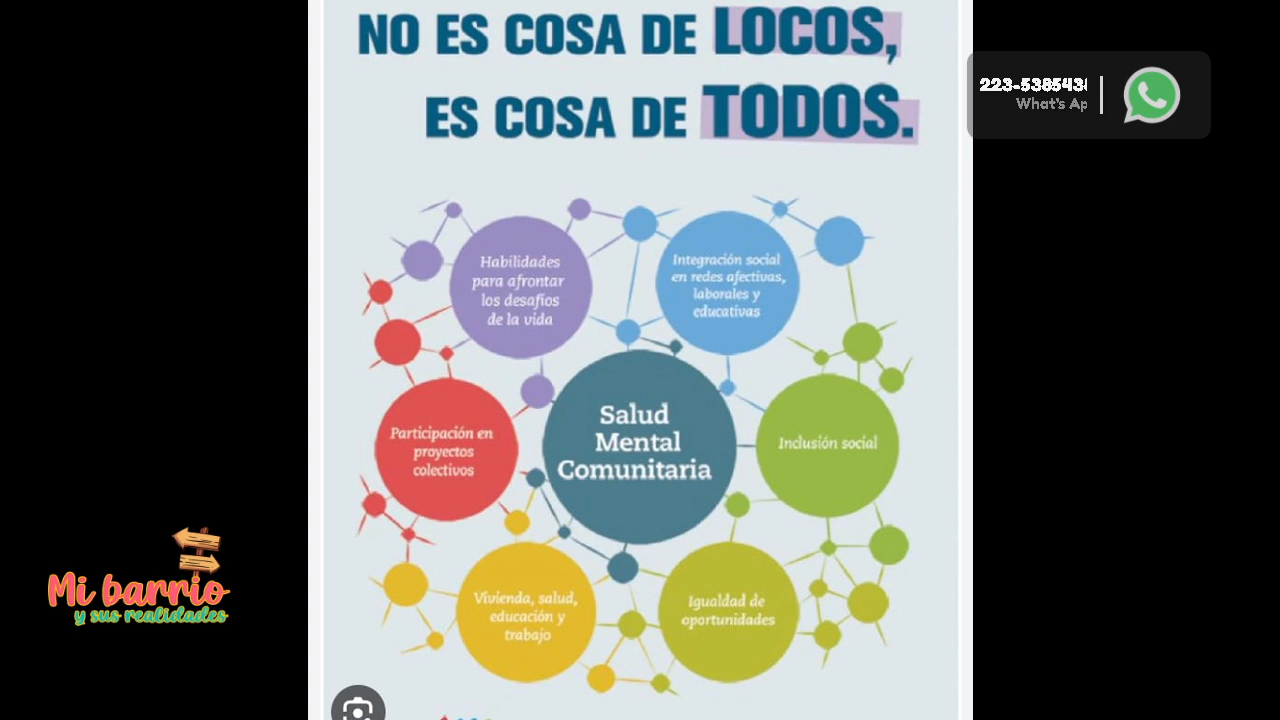 NO ES COSA DE LOCOS,
ES COSA DE TODOS.
What's Ap
Habilidades
para afrontar
los desafíos
de la vida
Integración social
en redes afectivas,
laborales y
educativas
Participación en
proyectos
colectivos
Salud
Mental
Comunitaria
Inclusión social
Vivienda, salud,
educación y
trabajo
Igualdad de
oportunidades
Mi barrio
y sus realidades